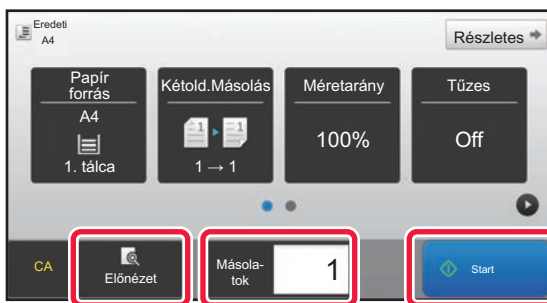 Eredeti
A4
Részletes
Papír
forrás
A4
1. tálca
Kétold.Másolás
1 → 1
Méretarány
100%
Tűzes
Off
CA
Előnézet
Másola-
tok
1
Start